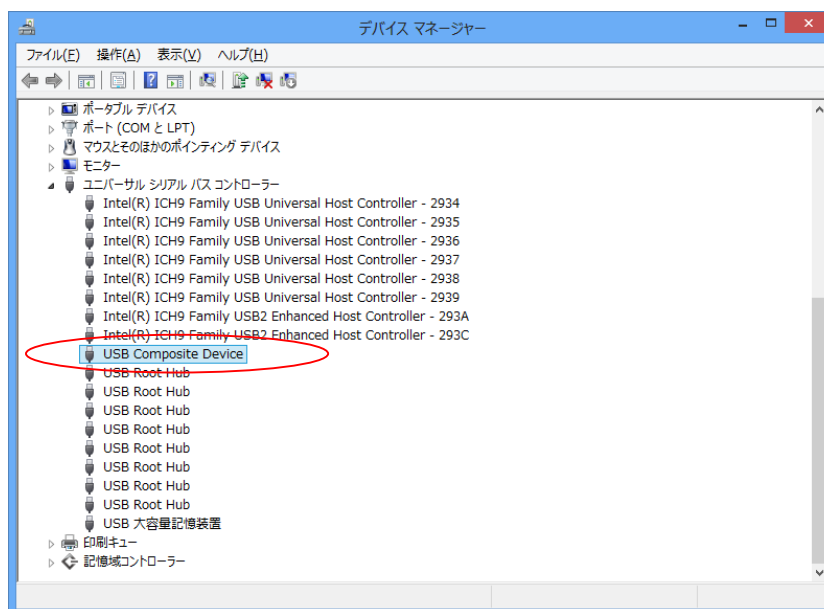 デバイス マネージャー
ファイル(F) 操作(A) 表示(V) ヘルプ(H)
ポータブル デバイス
ポート (COM と LPT)
マウスとそのほかのポインティング デバイス
モニター
ユニバーサル シリアル バス コントローラー
Intel(R) ICH9 Family USB Universal Host Controller - 2934
Intel(R) ICH9 Family USB Universal Host Controller - 2935
Intel(R) ICH9 Family USB Universal Host Controller - 2936
Intel(R) ICH9 Family USB Universal Host Controller - 2937
Intel(R) ICH9 Family USB Universal Host Controller - 2938
Intel(R) ICH9 Family USB Universal Host Controller - 2939
Intel(R) ICH9 Family USB2 Enhanced Host Controller - 293A
Intel(R) ICH9 Family USB2 Enhanced Host Controller - 293C
USB Composite Device
USB Root Hub
USB Root Hub
USB Root Hub
USB Root Hub
USB Root Hub
USB Root Hub
USB Root Hub
USB Root Hub
USB 大容量記憶装置
印刷キュー
記憶域コントローラー